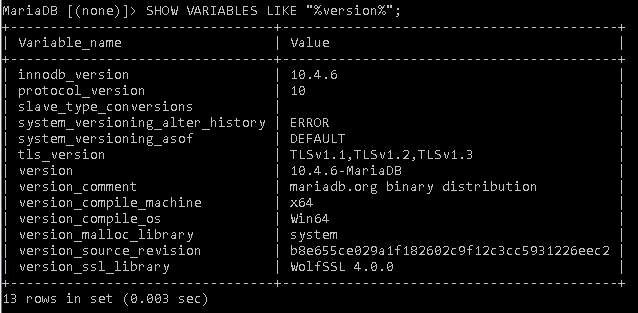 MariaDB [(none)]> SHOW VARIABLES LIKE "%version%";
+---------------------------------+------------------------------------------+
| Variable_name | Value |
+---------------------------------+------------------------------------------+
| innodb_version | 10.4.6 |
| protocol_version | 10 |
| slave_type_conversions | |
| system_versioning_alter_history | ERROR |
| system_versioning_asof | DEFAULT |
| tls_version | TLSv1.1,TLSv1.2,TLSv1.3 |
| version | 10.4.6-MariaDB |
| version_comment | mariadb.org binary distribution |
| version_compile_machine | x64 |
| version_compile_os | Win64 |
| version_malloc_library | system |
| version_source_revision | b8e655ce029a1f182602c9f12c3cc5931226eec2 |
| version_ssl_library | WolfSSL 4.0.0 |
+---------------------------------+------------------------------------------+
13 rows in set (0.003 sec)